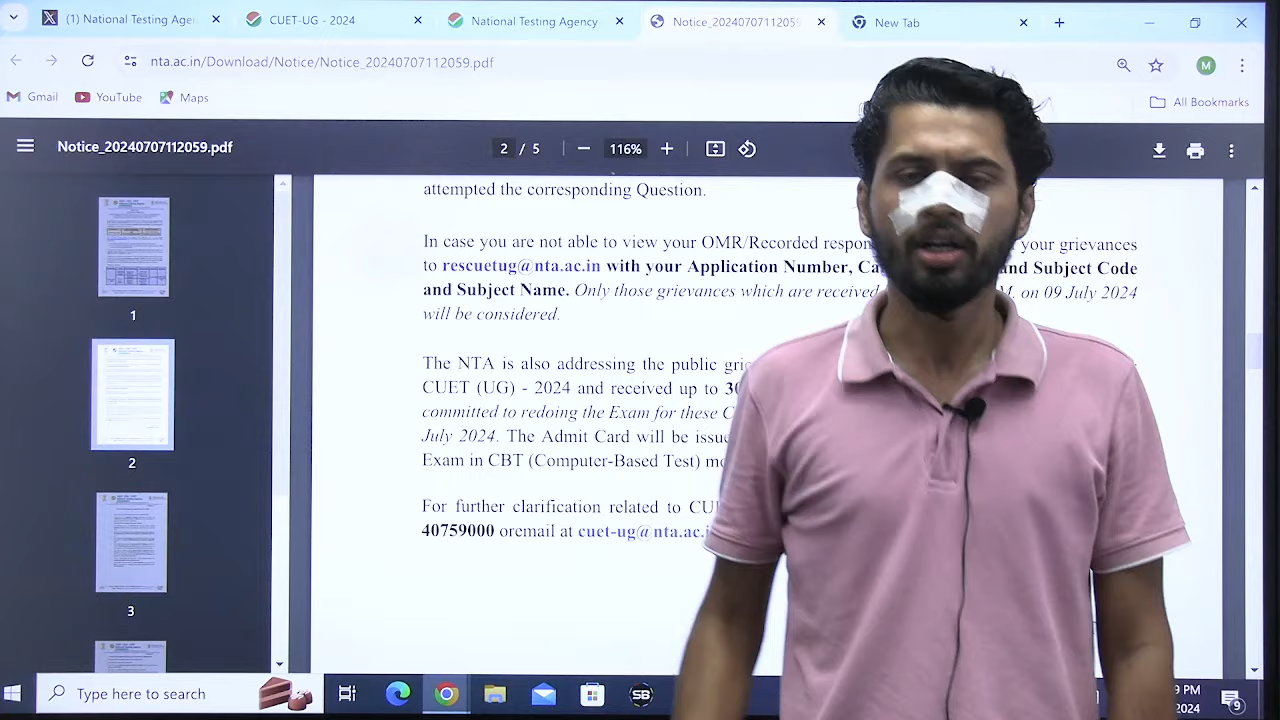 (1) National Testing Agen
CUET-UG - 2024
National Testing Agency
Notice_20240707112059
New Tab
nta.ac.in/Download/Notice/Notice_20240707112059.pdf
M
Gmail
YouTube
Maps
All Bookmarks
Notice_20240707112059.pdf
2 / 5
116%
attempted the corresponding Question.
In case you are not able to view your OMR/Recorded respon your grievances
to rescuetug@nta.ac.in with your Application Number, Ca and Subject Code
and Subject Name. Only those grievances which are received M. on 09 July 2024
will be considered.
The NTA is also addressing the public gri
CUET (UG) - 2024 and received up to 30
committed to redoing the Exam for these C
July 2024. The Admit Card will be issu
Exam in CBT (Computer-Based Test) mo
For further clarification related to CU
40759000 or email at cuet-ug@nta.ac.i
1
2
3
Type here to search
SB
9 PM
2024
9